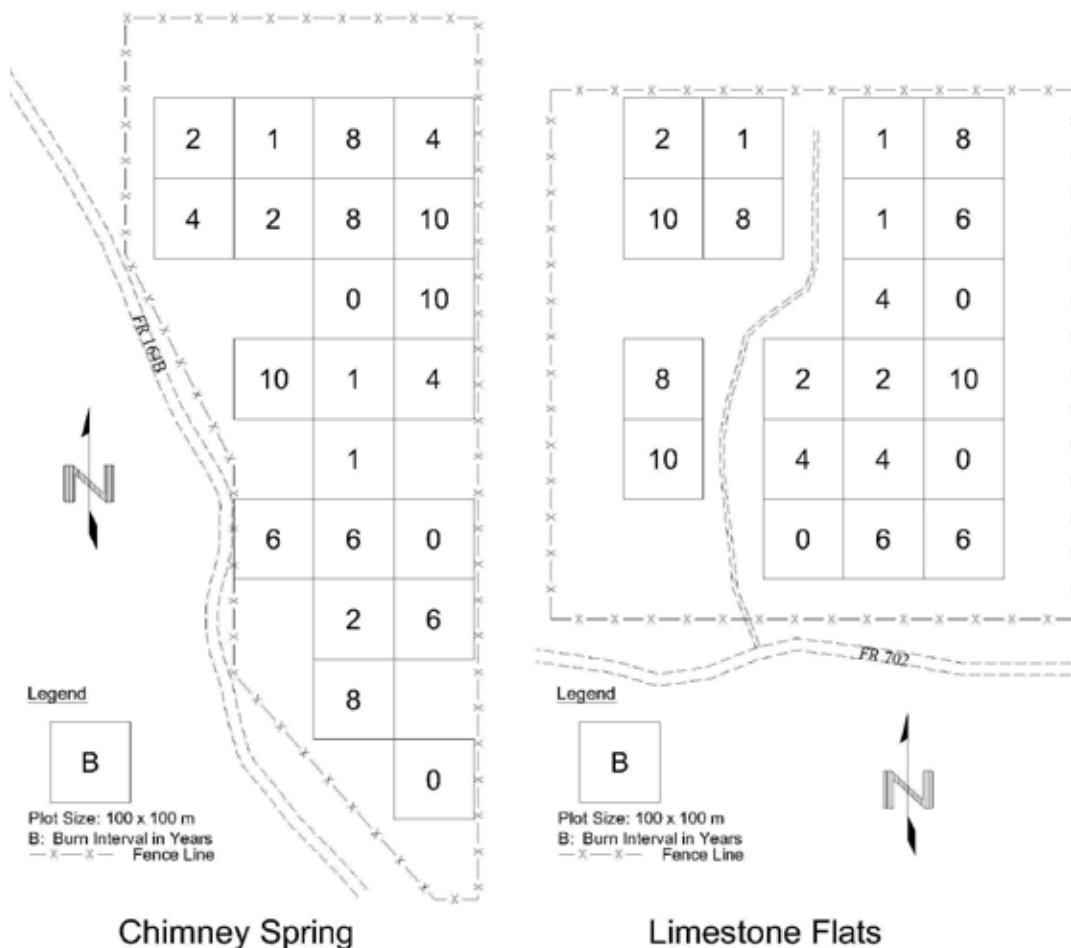 2 1 8 4
4 2 8 10
0 10
10 1 4
1
6 6 0
2 6
8
0
FR 164B
N
Legend
B
Plot Size: 100 x 100 m
B: Burn Interval in Years
—X—X— Fence Line
Chimney Spring
2 1 1 8
10 8 1 6
4 0
8 2 2 10
10 4 4 0
0 6 6
FR 702
Legend
B
Plot Size: 100 x 100 m
B: Burn Interval in Years
—X—X— Fence Line
N
Limestone Flats